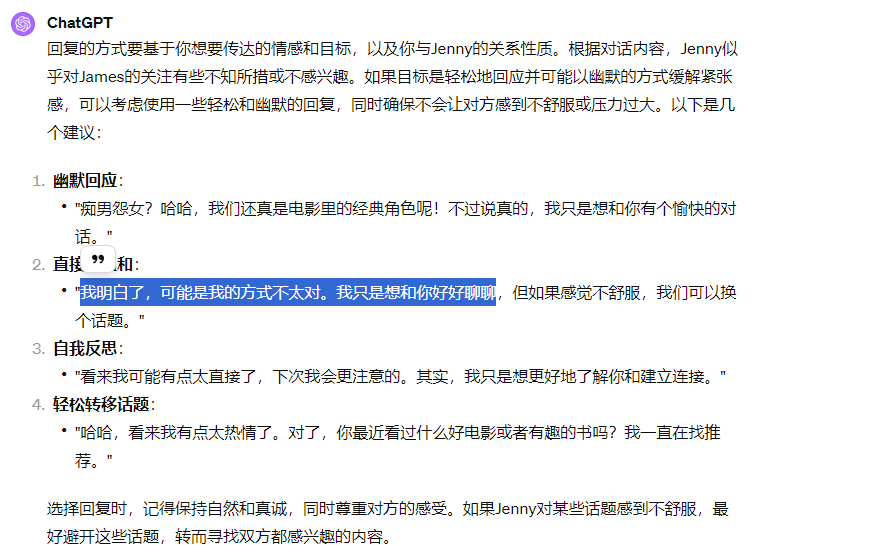 ChatGPT
回复的方式要基于你想要传达的情感和目标，以及你与Jenny的关系性质。根据对话内容，Jenny似
乎对James的关注有些不知所措或不感兴趣。如果目标是轻松地回应并可能以幽默的方式缓解紧张
感，可以考虑使用一些轻松和幽默的回复，同时确保不会让对方感到不舒服或压力过大。以下是几
个建议：
1. 幽默回应：
• "痴男怨女？哈哈，我们还真是电影里的经典角色呢！不过说真的，我只是想和你有个愉快的对
话。"
2. 直接 和：
• "我明白了，可能是我的方式不太对。我只是想和你好好聊聊，但如果感觉不舒服，我们可以换
个话题。"
3. 自我反思：
• "看来我可能有点太直接了，下次我会更注意的。其实，我只是想更好地了解你和建立连接。"
4. 轻松转移话题：
• "哈哈，看来我有点太热情了。对了，你最近看过什么好电影或者有趣的书吗？我一直在找推
荐。"
选择回复时，记得保持自然和真诚，同时尊重对方的感受。如果Jenny对某些话题感到不舒服，最
好避开这些话题，转而寻找双方都感兴趣的内容。